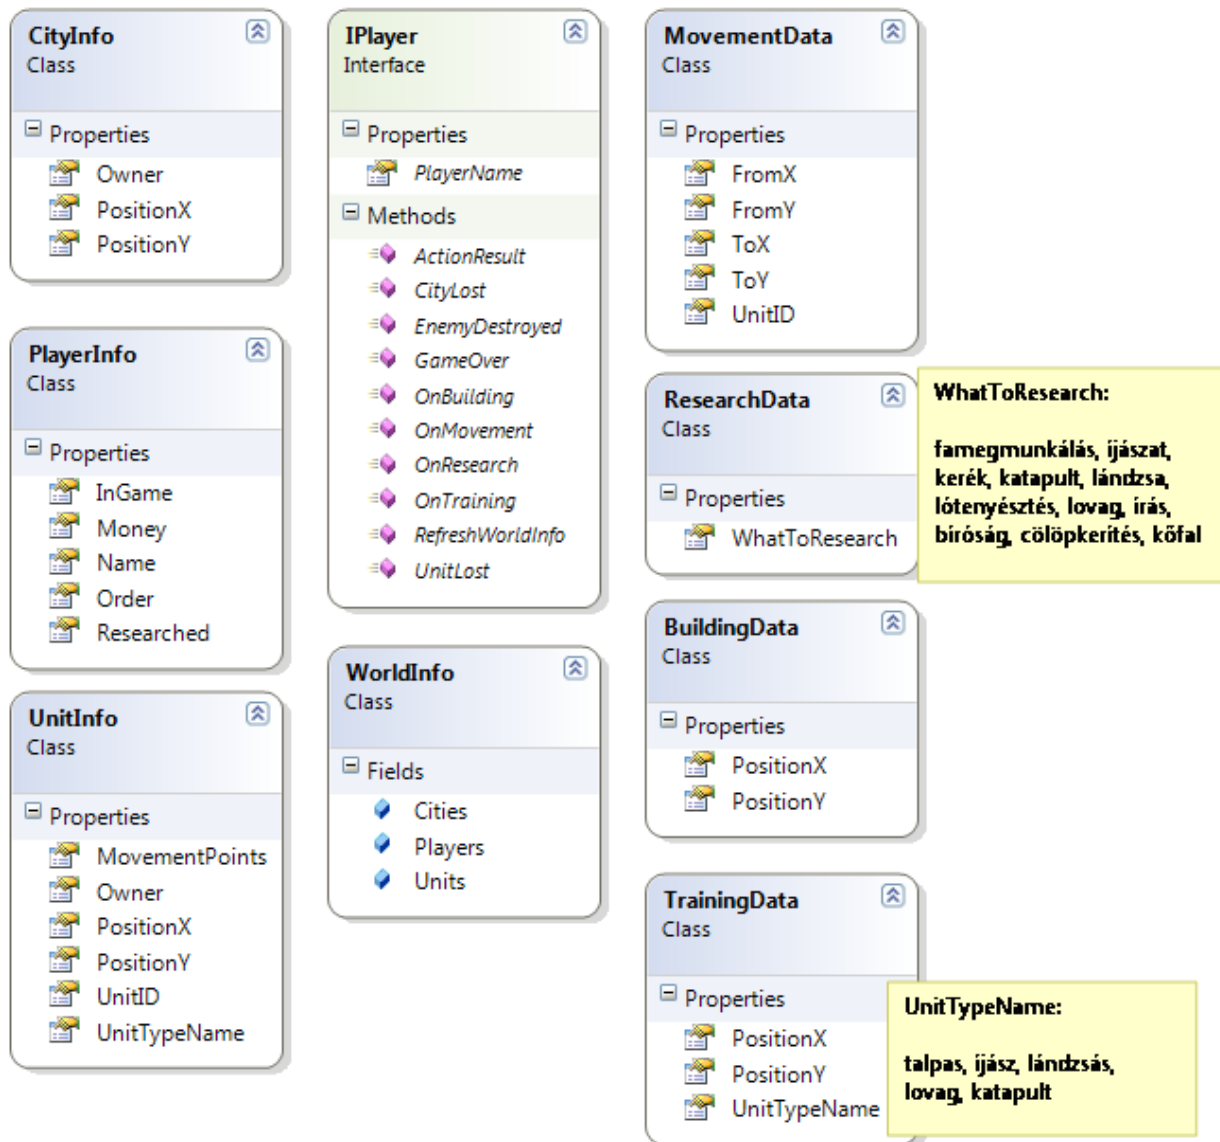 CityInfo
Class
Properties
Owner
PositionX
PositionY
PlayerInfo
Class
Properties
InGame
Money
Name
Order
Researched
UnitInfo
Class
Properties
MovementPoints
Owner
PositionX
PositionY
UnitID
UnitTypeName
IPlayer
Interface
Properties
PlayerName
Methods
ActionResult
CityLost
EnemyDestroyed
GameOver
OnBuilding
OnMovement
OnResearch
OnTraining
RefreshWorldInfo
UnitLost
WorldInfo
Class
Fields
Cities
Players
Units
MovementData
Class
Properties
FromX
FromY
ToX
ToY
UnitID
ResearchData
Class
Properties
WhatToResearch
WhatToResearch:
famegmunkálás, íjászat,
kerék, katapult, lándzsa,
lótenyésztés, lovag, írás,
bíróság, cölöpkerítés, kőfal
BuildingData
Class
Properties
PositionX
PositionY
TrainingData
Class
Properties
PositionX
PositionY
UnitTypeName
UnitTypeName:
talpas, íjász, lándzsás,
lovag, katapult